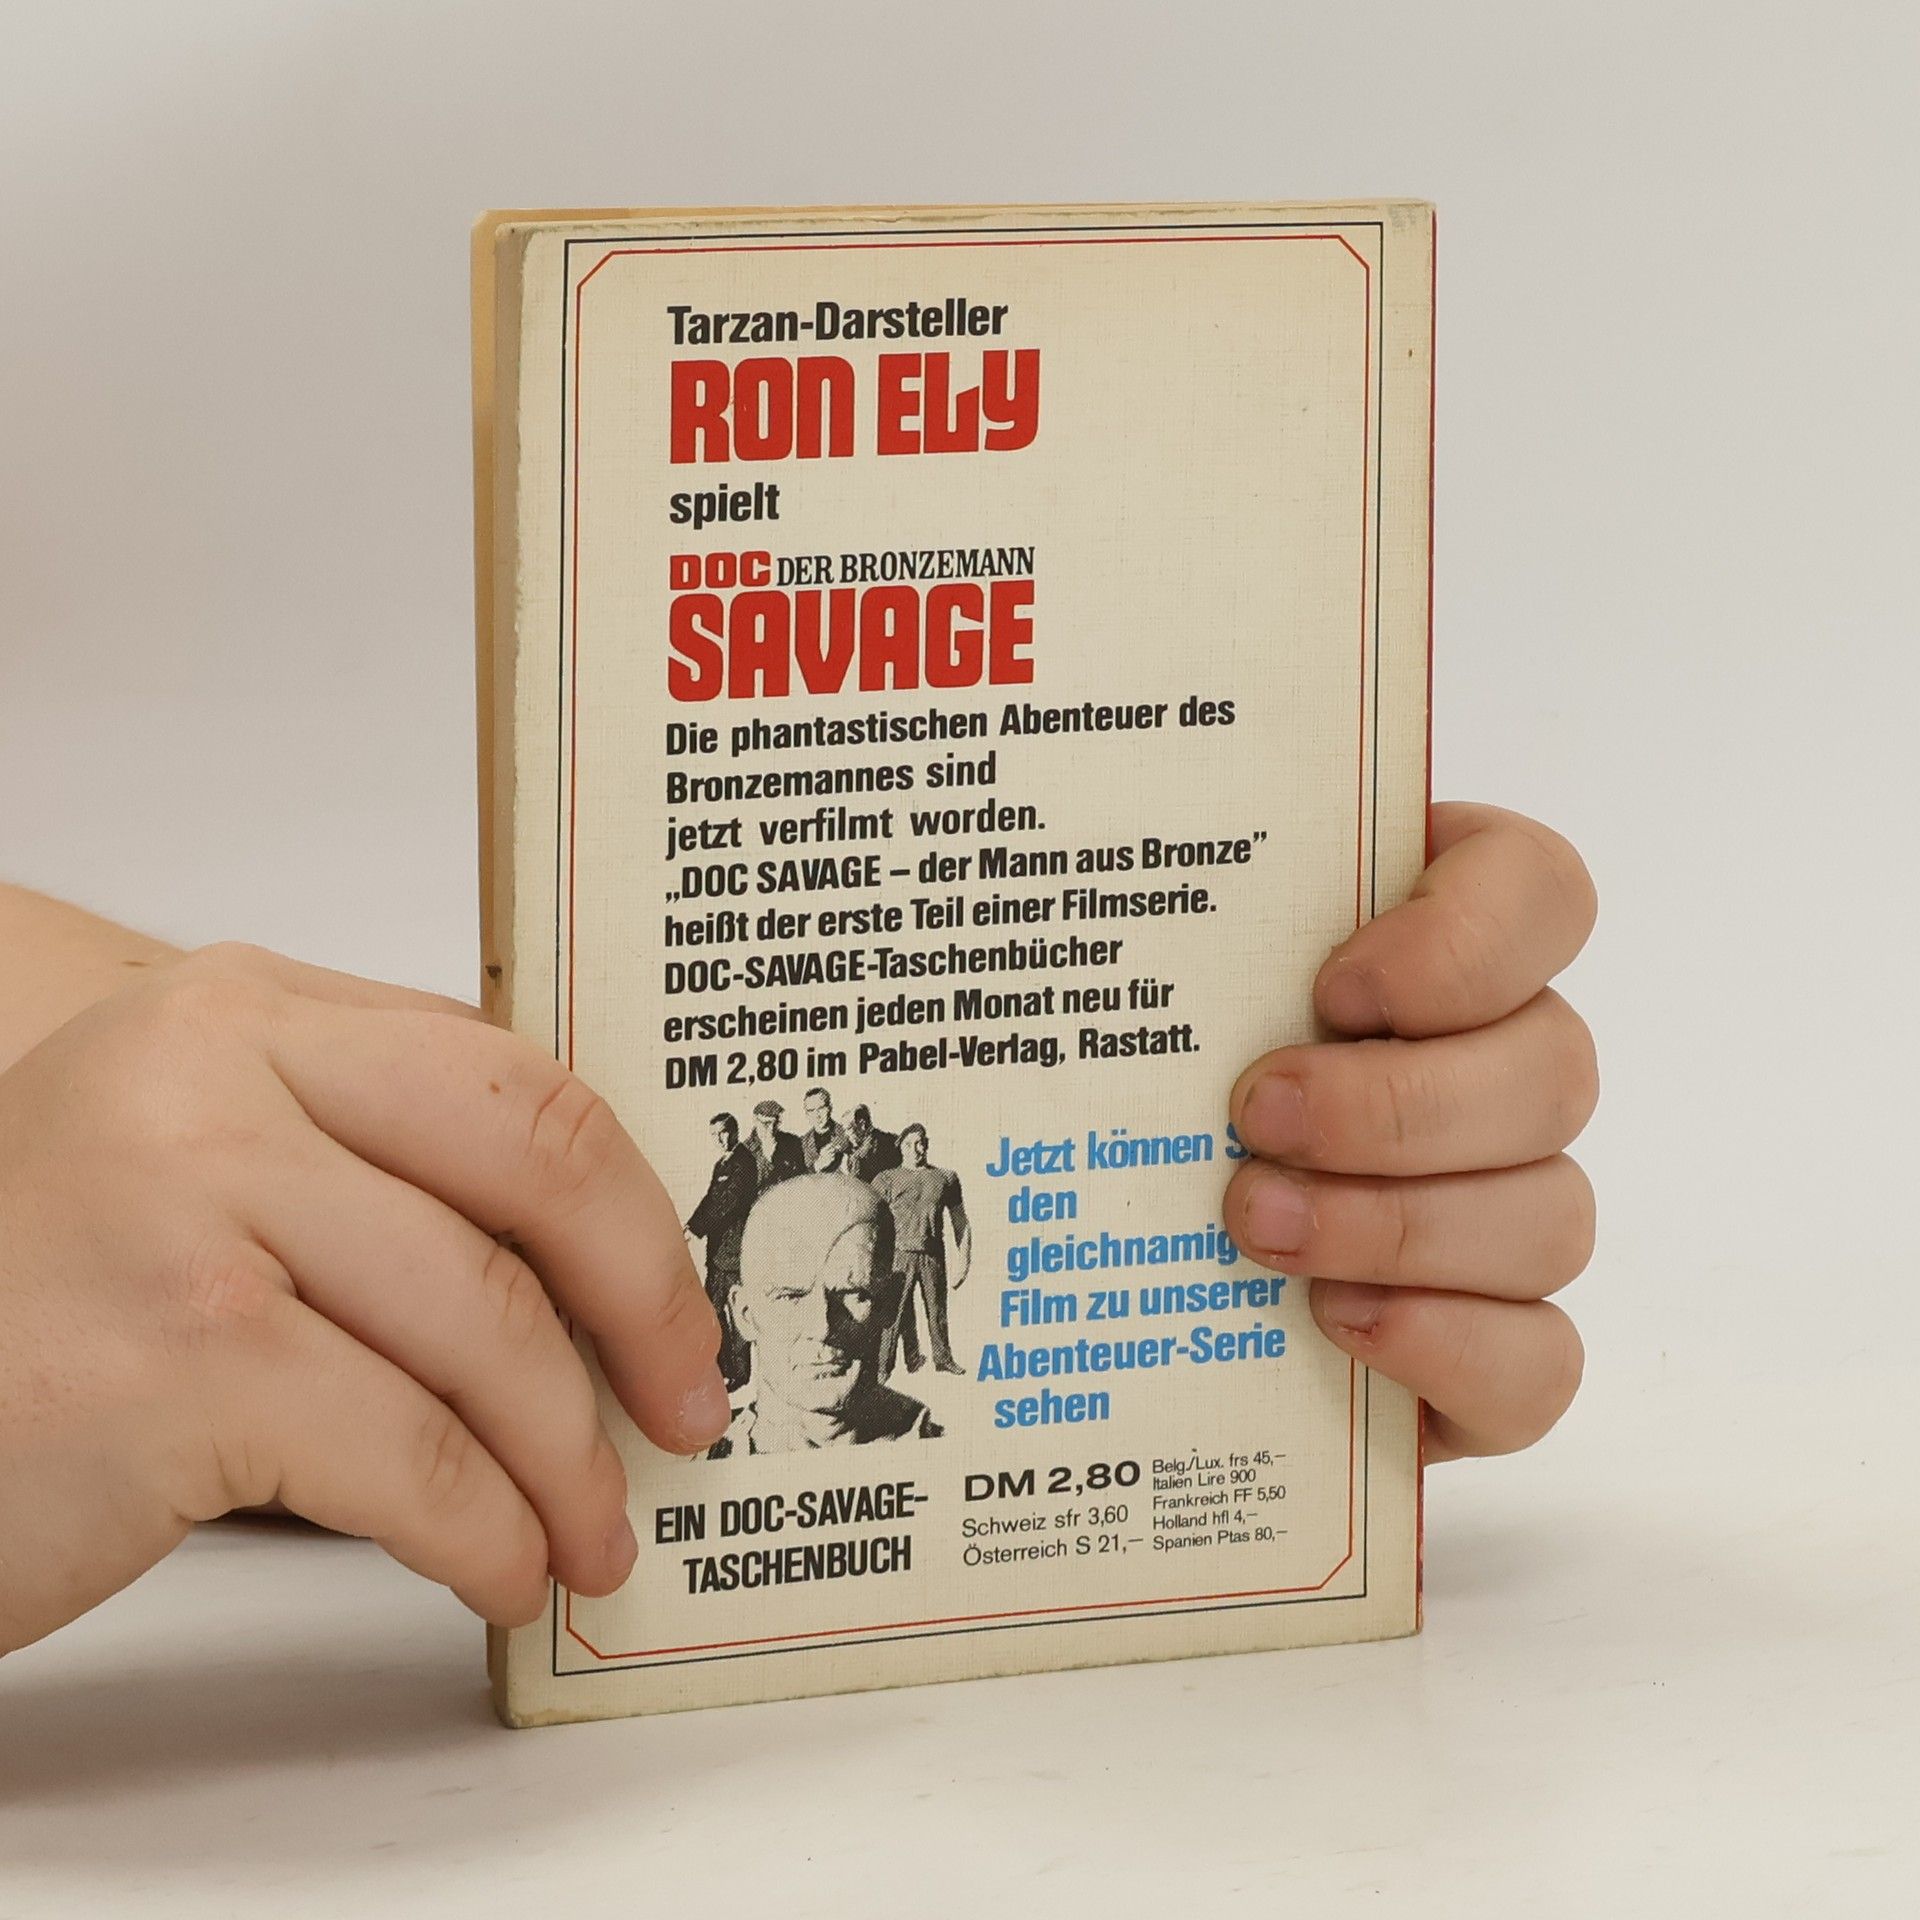 Tarzan-Darsteller
RON ELY
spielt
DOC DER BRONZEMANN
SAVAGE
Die phantastischen Abenteuer des
Bronzemannes sind
jetzt verfilmt worden.
„DOC SAVAGE – der Mann aus Bronze”
heißt der erste Teil einer Filmserie.
DOC-SAVAGE-Taschenbücher
erscheinen jeden Monat neu für
DM 2,80 im Pabel-Verlag, Rastatt.
Jetzt können
den
gleichnamig
Film zu unserer
Abenteuer-Serie
sehen
EIN DOC-SAVAGE-
TASCHENBUCH
DM 2,80
Schweiz sfr 3,60
Österreich S 21,—
Belg./Lux. frs 45,—
Italien Lire 900
Frankreich FF 5,50
Holland hfl 4,—
Spanien Ptas 80,—